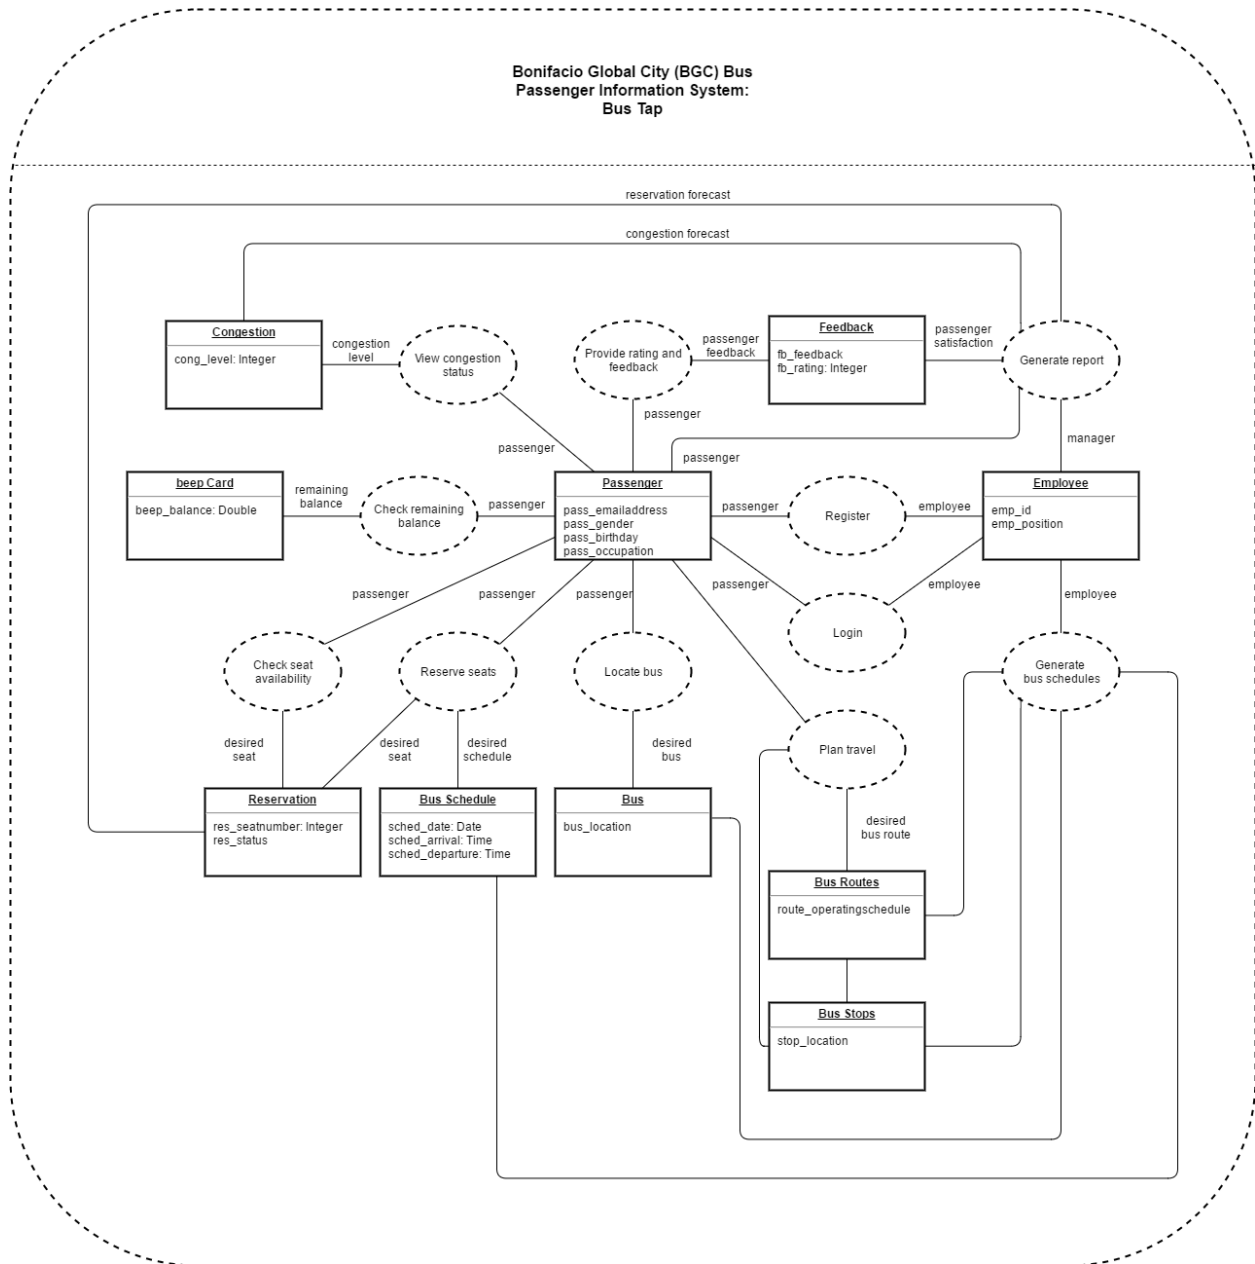 Bonifacio Global City (BGC) Bus
Passenger Information System:
Bus Tap
reservation forecast
congestion forecast
Congestion
cong_level: Integer
congestion
level
View congestion
status
Provide rating and
feedback
passenger
feedback
Feedback
fb_feedback
fb_rating: Integer
passenger
satisfaction
Generate report
passenger
passenger
passenger
manager
beep Card
beep_balance: Double
remaining
balance
Check remaining
balance
passenger
Passenger
pass_emailaddress
pass_gender
pass_birthday
pass_occupation
passenger
Register
employee
Employee
emp_id
emp_position
passenger
passenger
passenger
passenger
employee
employee
Login
Check seat
availability
Reserve seats
Locate bus
Generate
bus schedules
desired
seat
desired
seat
desired
schedule
desired
bus
Plan travel
Reservation
res_seatnumber: Integer
res_status
Bus Schedule
sched_date: Date
sched_arrival: Time
sched_departure: Time
Bus
bus_location
desired
bus route
Bus Routes
route_operatingschedule
Bus Stops
stop_location